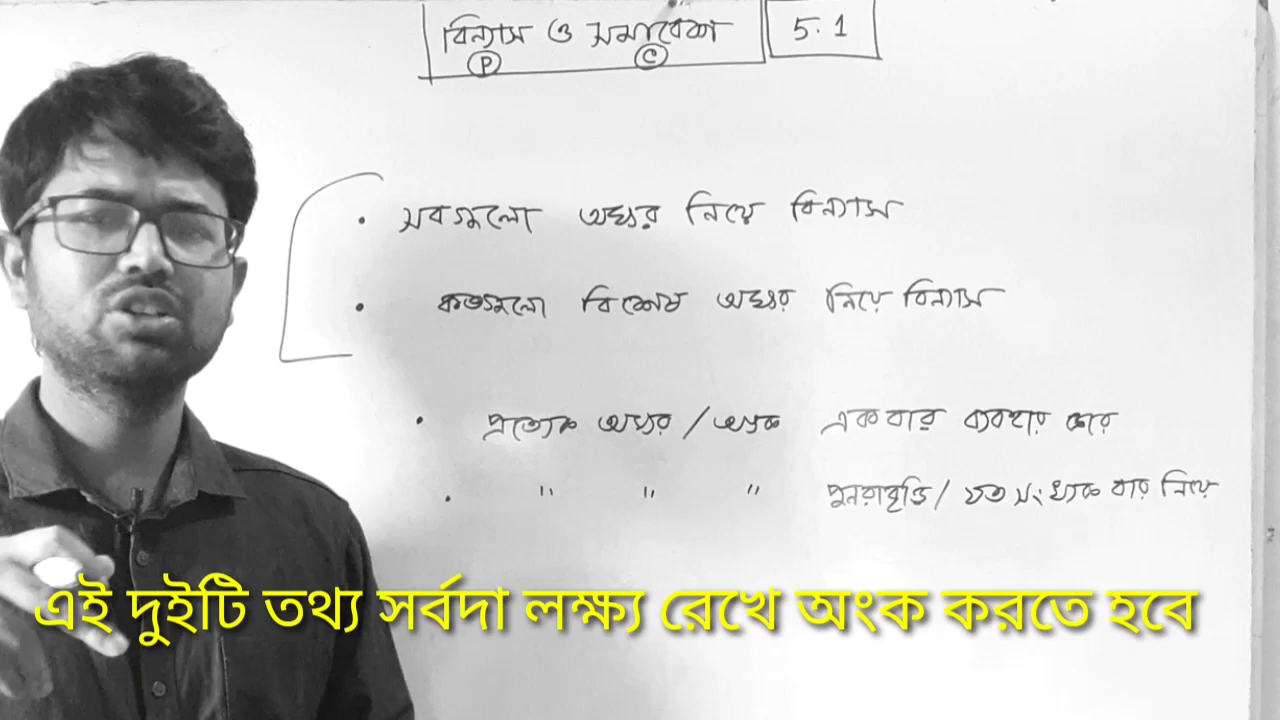 বিন্যাস ও সমাবেশ 5.1
P C
• সবগুলো অক্ষর নিয়ে বিন্যাস
• কতগুলো বিশেষ অক্ষর নিয়ে বিন্যাস
• প্রত্যেক অক্ষর / অংক একবার ব্যবহার করে
• " " " পুনরাবৃত্তি / যত সংখ্যক বার নিয়ে
এই দুইটি তথ্য সর্বদা লক্ষ্য রেখে অংক করতে হবে